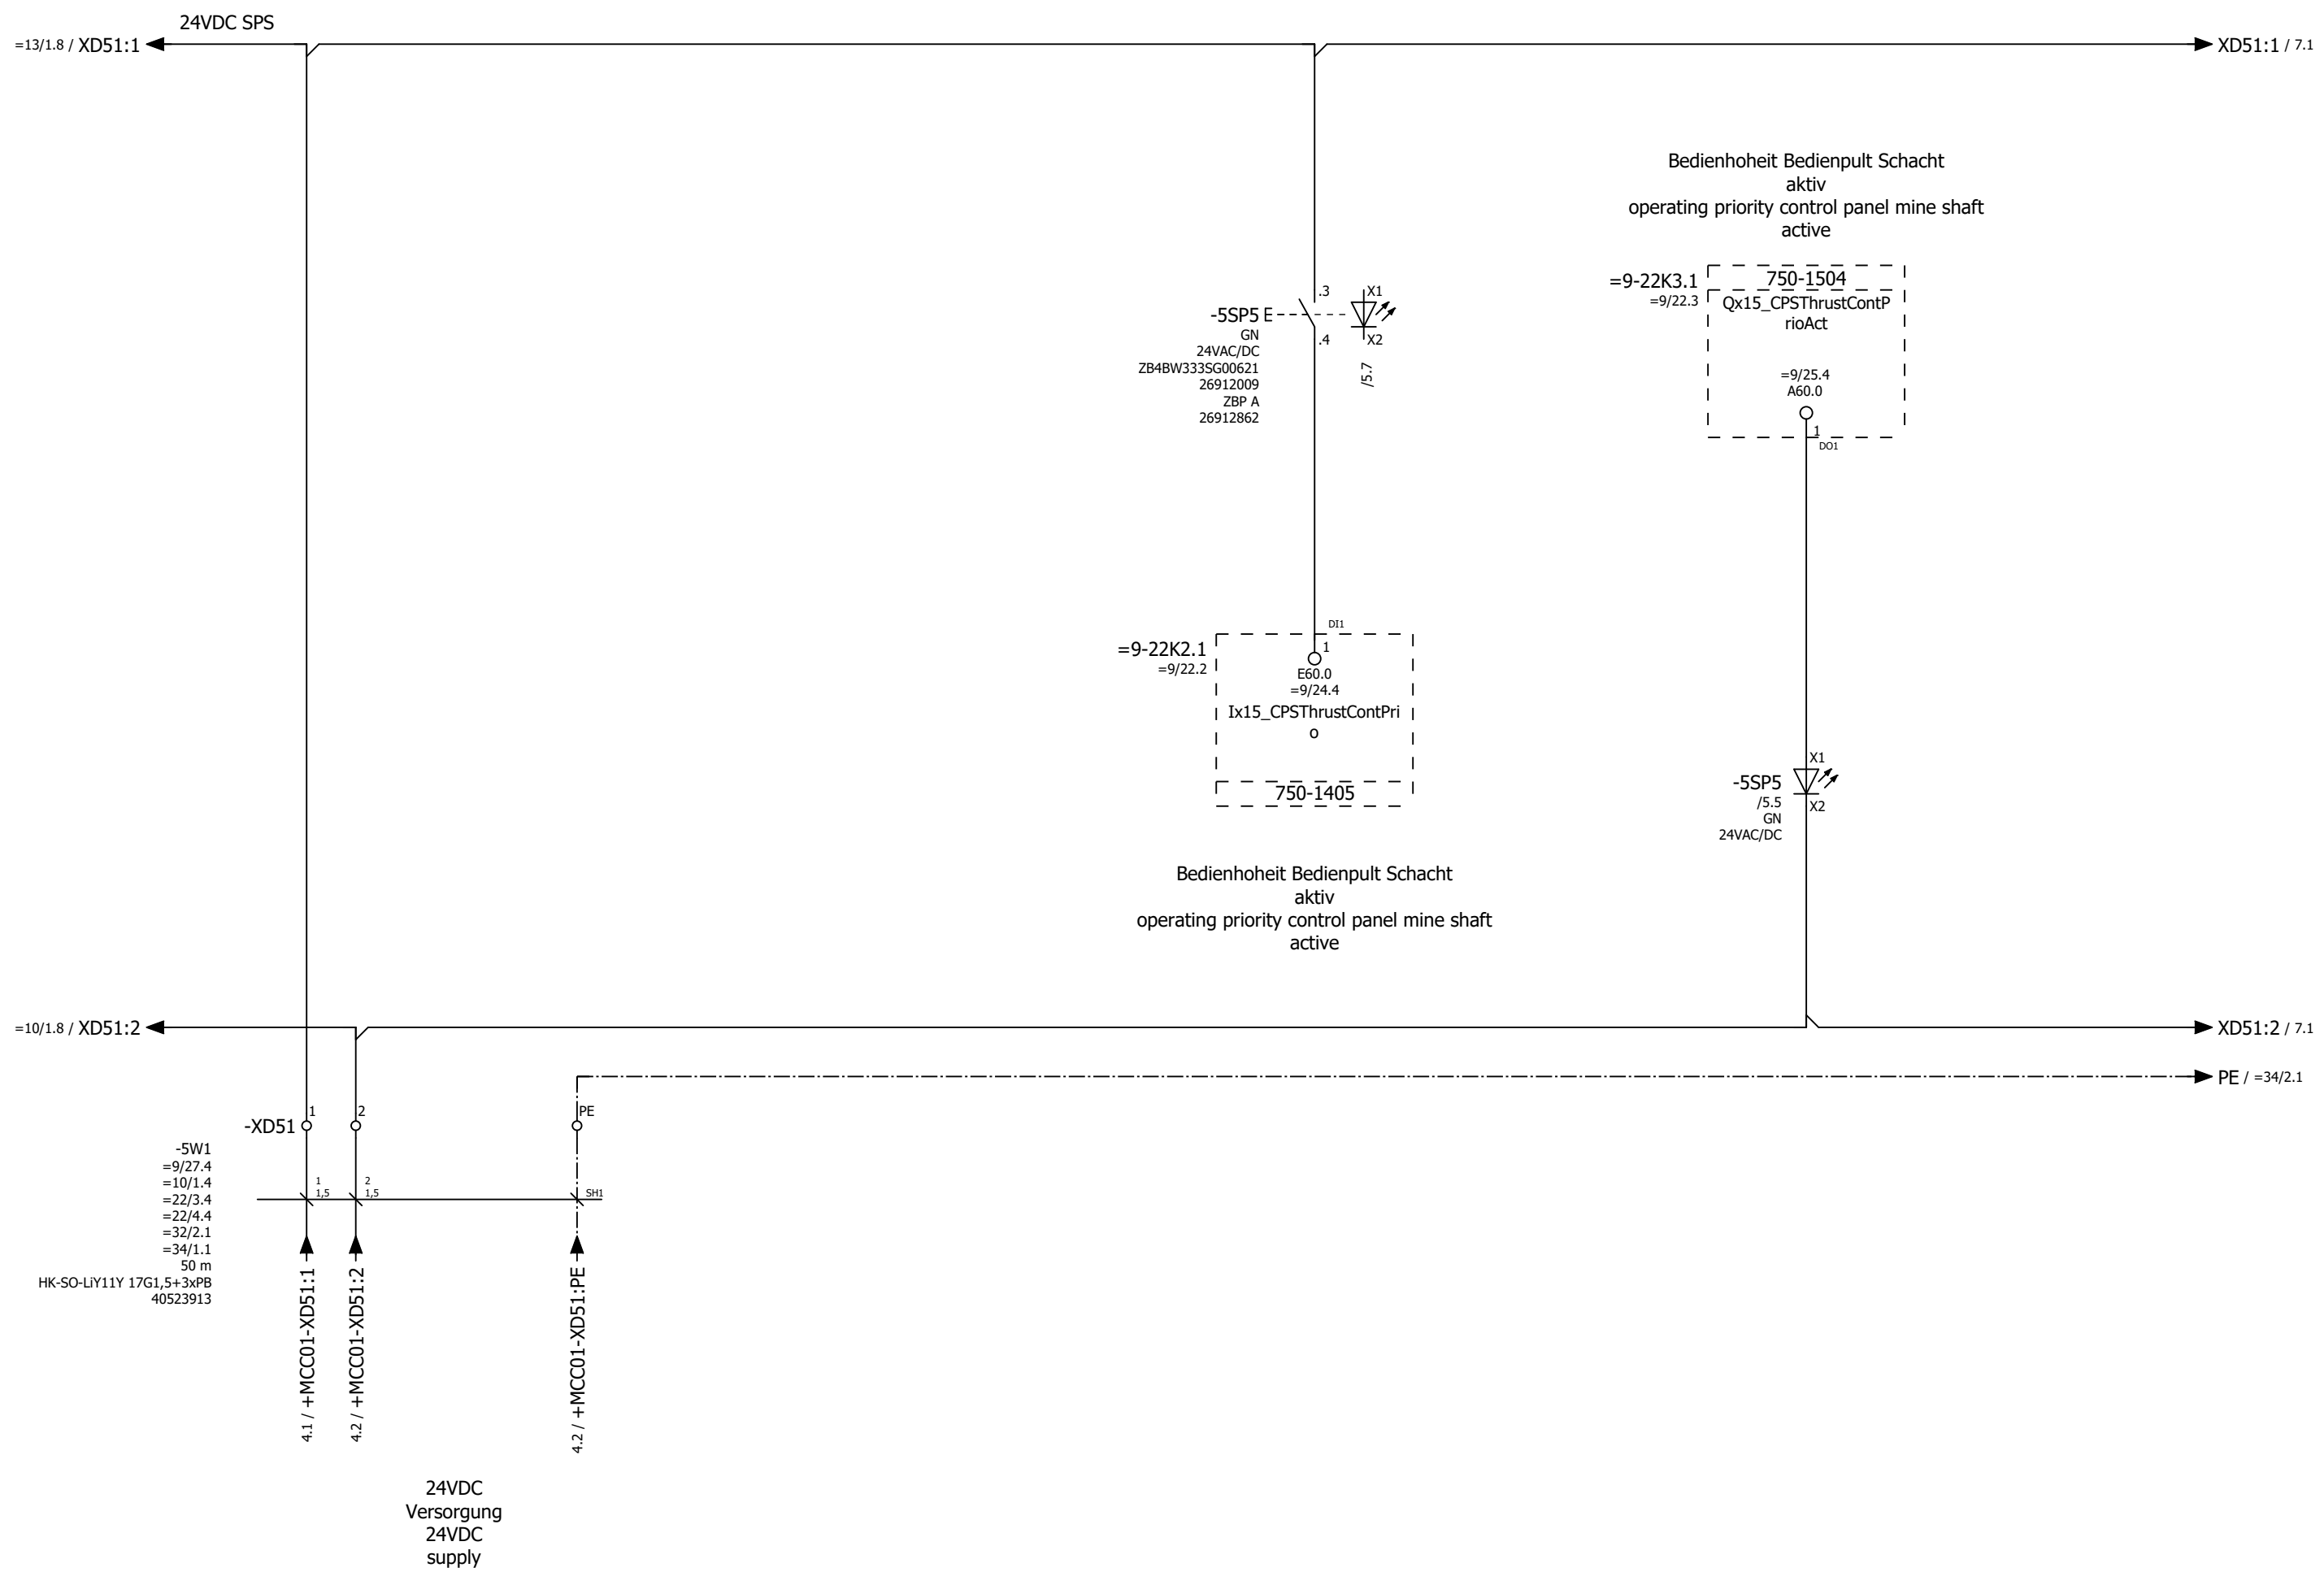 24VDC SPS
=13/1.8 / XD51:1
XD51:1 / 7.1
Bedienhoheit Bedienpult Schacht
aktiv
operating priority control panel mine shaft
active
=9-22K3.1
=9/22.3
750-1504
Qx15_CPSThrustContP
rioAct
=9/25.4
A60.0
1
DO1
.3
X1
-5SP5 E
GN
24VAC/DC
ZB4BW333SG00621
26912009
ZBP A
26912862
.4
X2
/5.7
DI1
=9-22K2.1
=9/22.2
1
E60.0
=9/24.4
Ix15_CPSThrustContPri
o
750-1405
X1
-5SP5
/5.5
GN
24VAC/DC
X2
Bedienhoheit Bedienpult Schacht
aktiv
operating priority control panel mine shaft
active
=10/1.8 / XD51:2
XD51:2 / 7.1
PE / =34/2.1
-XD51
1
2
PE
-5W1
=9/27.4
=10/1.4
=22/3.4
=22/4.4
=32/2.1
=34/1.1
50 m
HK-SO-LiY11Y 17G1,5+3xPB
40523913
1
1,5
2
1,5
SH1
4.1 / +MCC01-XD51:1
4.2 / +MCC01-XD51:2
4.2 / +MCC01-XD51:PE
24VDC
Versorgung
24VDC
supply